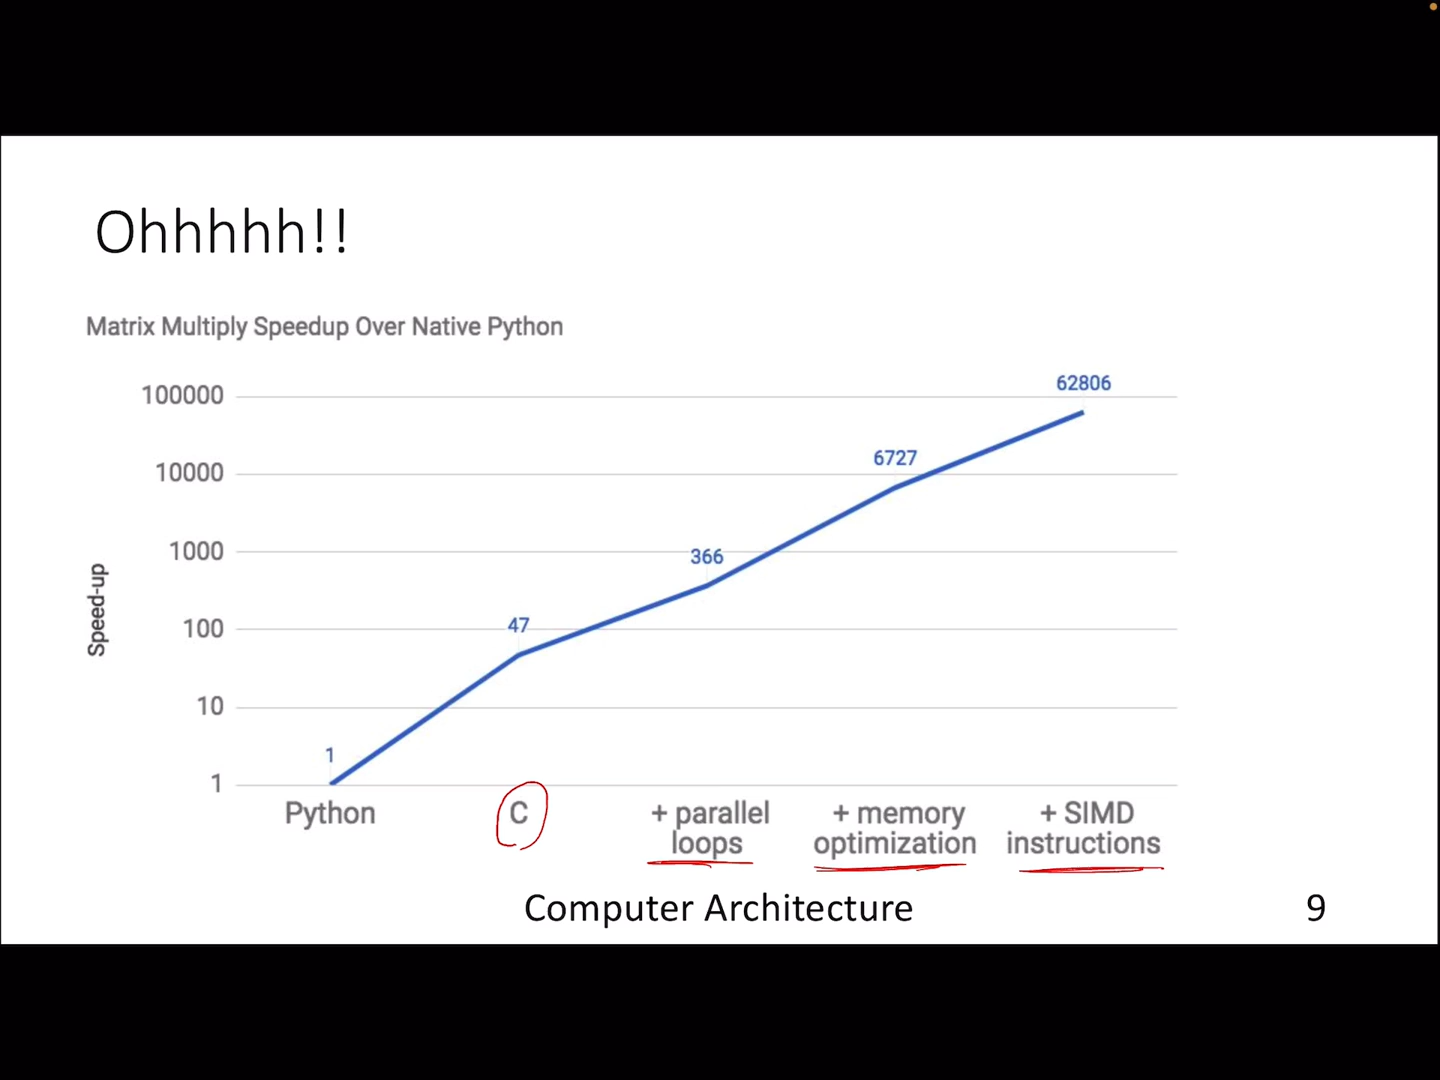 Ohhhhh!!
Matrix Multiply Speedup Over Native Python
Speed-up
100000
10000
1000
100
10
1
1
47
366
6727
62806
Python
C
+ parallel
loops
+ memory
optimization
+ SIMD
instructions
Computer Architecture
9